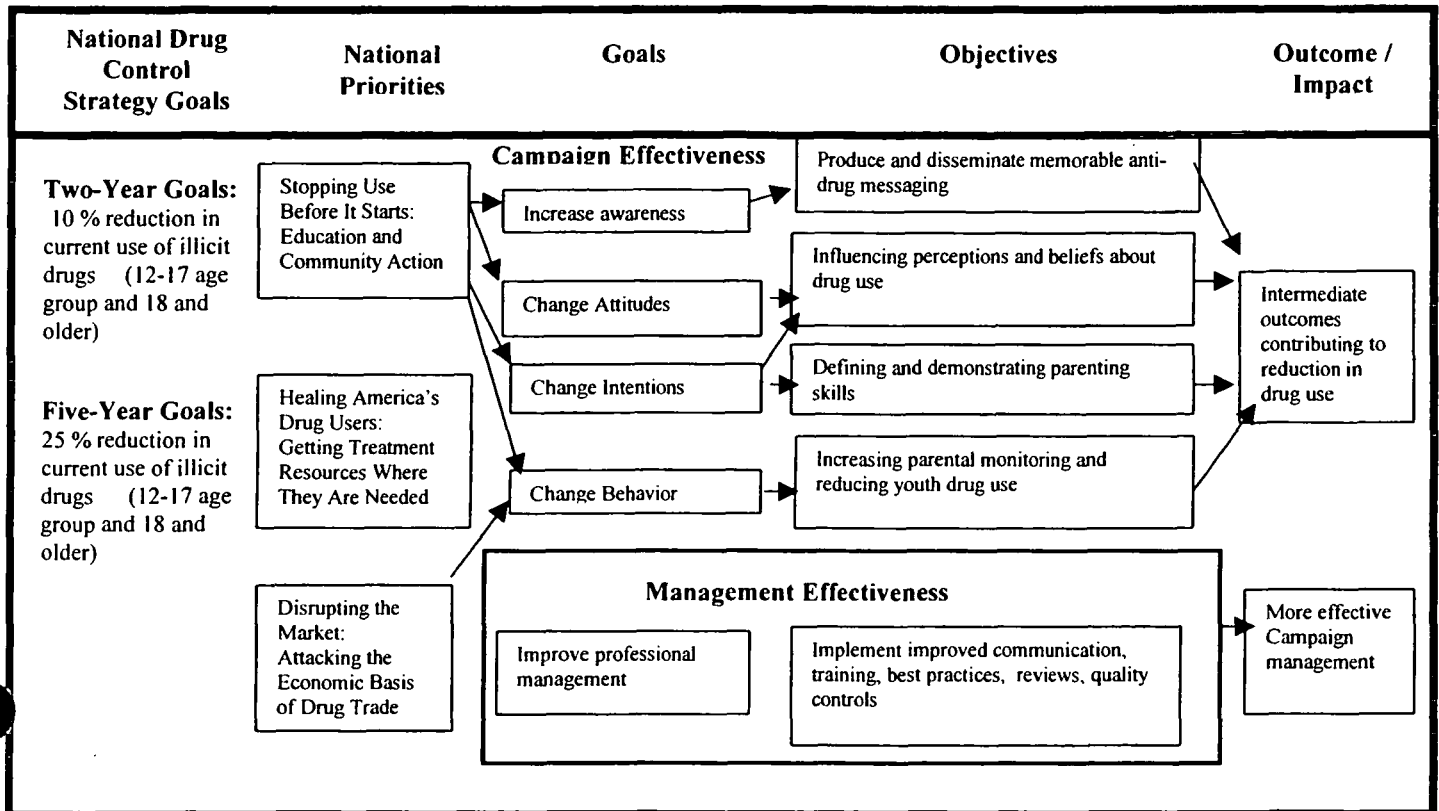 National Drug
Control
Strategy Goals
National
Priorities
Goals
Objectives
Outcome /
Impact
Two-Year Goals:
10 % reduction in
current use of illicit
drugs (12-17 age
group and 18 and
older)
Five-Year Goals:
25 % reduction in
current use of illicit
drugs (12-17 age
group and 18 and
older)
Stopping Use
Before It Starts:
Education and
Community Action
Healing America's
Drug Users:
Getting Treatment
Resources Where
They Are Needed
Disrupting the
Market:
Attacking the
Economic Basis
of Drug Trade
Campaign Effectiveness
Increase awareness
Change Attitudes
Change Intentions
Change Behavior
Produce and disseminate memorable anti-
drug messaging
Influencing perceptions and beliefs about
drug use
Defining and demonstrating parenting
skills
Increasing parental monitoring and
reducing youth drug use
Intermediate
outcomes
contributing to
reduction in
drug use
Management Effectiveness
Improve professional
management
Implement improved communication,
training, best practices, reviews, quality
controls
More effective
Campaign
management